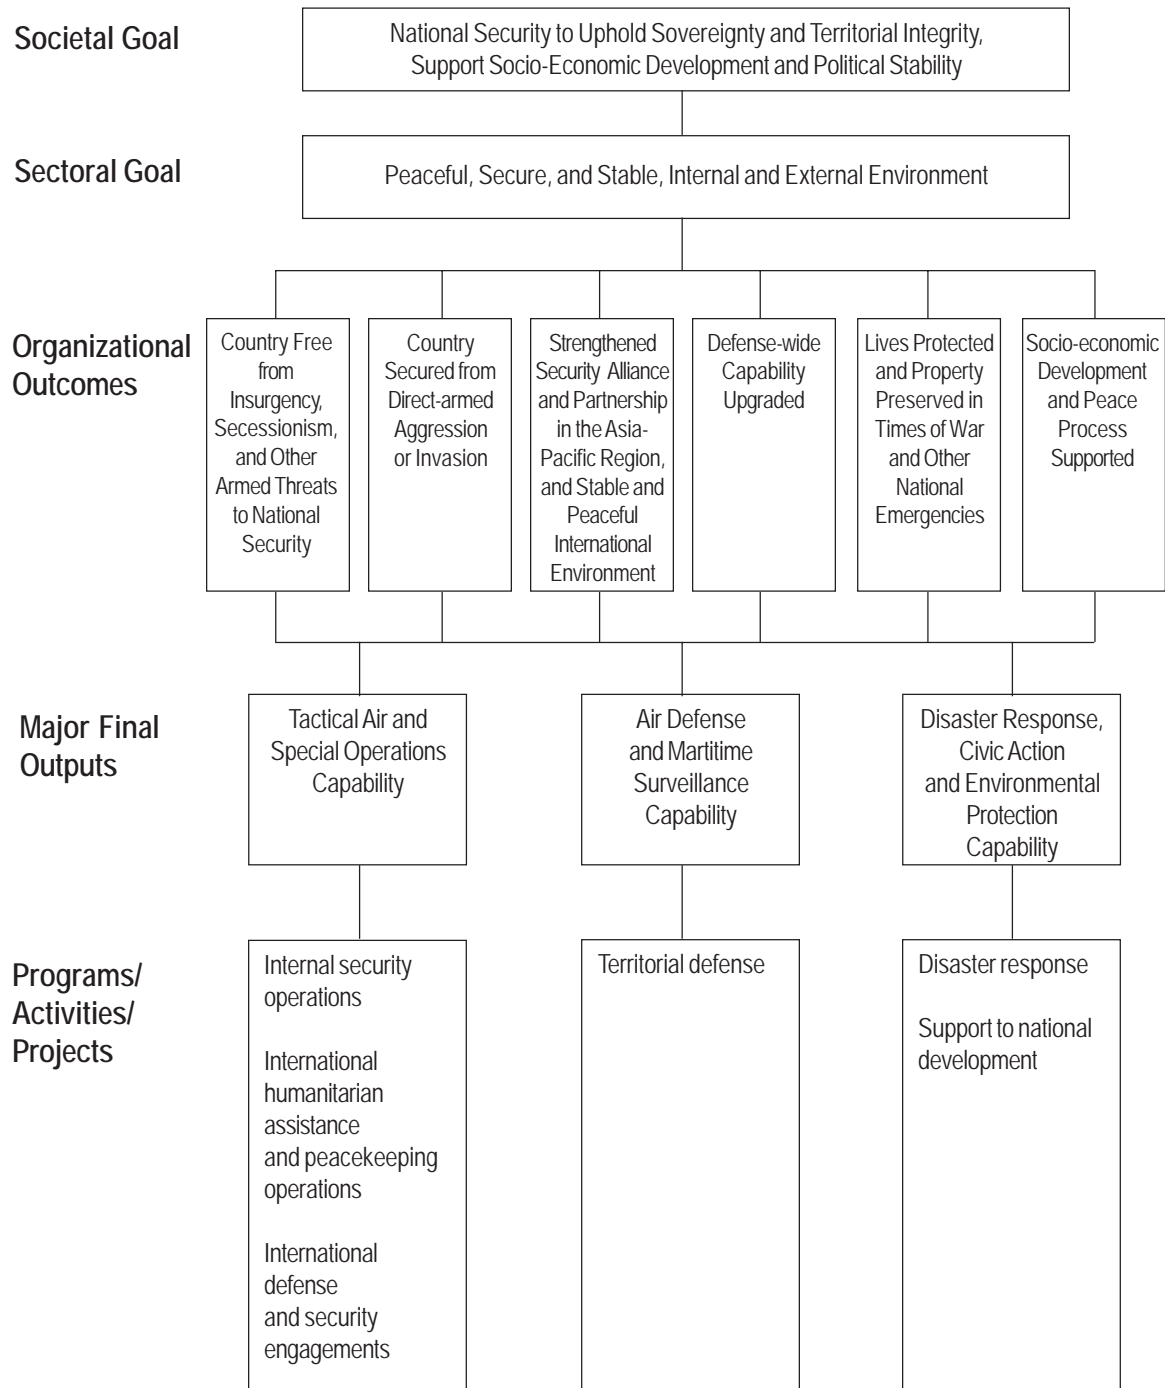 Societal Goal
National Security to Uphold Sovereignty and Territorial Integrity,
Support Socio-Economic Development and Political Stability
Sectoral Goal
Peaceful, Secure, and Stable, Internal and External Environment
Organizational
Outcomes
Country Free
from
Insurgency,
Secessionism,
and Other
Armed Threats
to National
Security
Country
Secured from
Direct-armed
Aggression
or Invasion
Strengthened
Security Alliance
and Partnership
in the Asia-
Pacific Region,
and Stable and
Peaceful
International
Environment
Defense-wide
Capability
Upgraded
Lives Protected
and Property
Preserved in
Times of War
and Other
National
Emergencies
Socio-economic
Development
and Peace
Process
Supported
Major Final
Outputs
Tactical Air and
Special Operations
Capability
Air Defense
and Martitime
Surveillance
Capability
Disaster Response,
Civic Action
and Environmental
Protection
Capability
Programs/
Activities/
Projects
Internal security
operations
International
humanitarian
assistance
and peacekeeping
operations
International
defense
and security
engagements
Territorial defense
Disaster response
Support to national
development